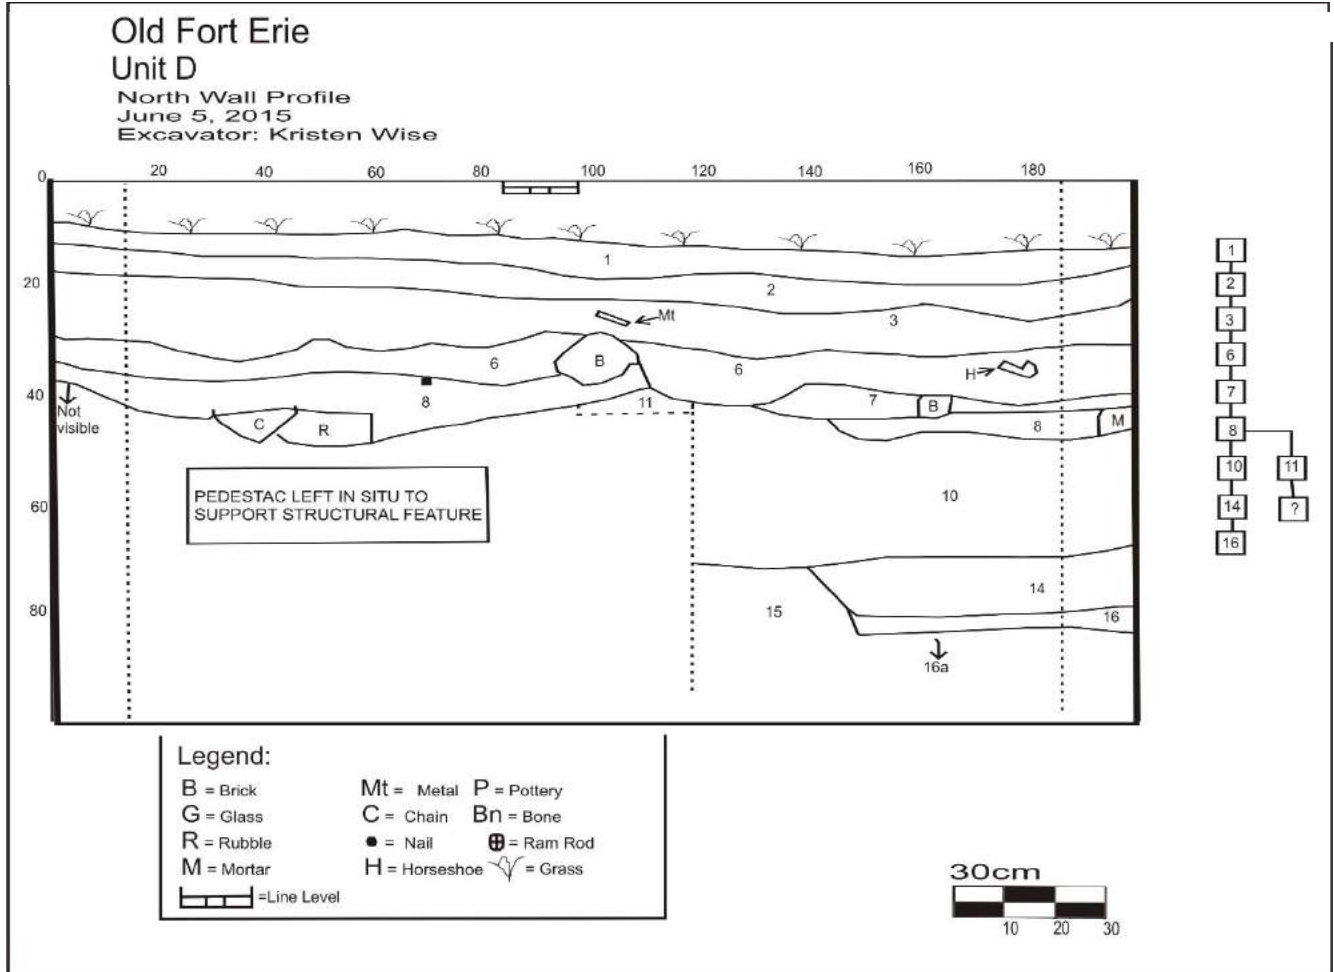 Old Fort Erie
Unit D
North Wall Profile
June 5, 2015
Excavator: Kristen Wise
0 20 40 60 80 100 120 140 160 180
1
2
20
3
Mt
6
B
6
H
40
Not
visible
8
11
7
B
8
M
C
R
PEDESTAC LEFT IN SITU TO
SUPPORT STRUCTURAL FEATURE
10
60
14
15
16
80
16a
1
2
3
6
7
8
10 11
14 ?
16
Legend:
B = Brick Mt = Metal P = Pottery
G = Glass C = Chain Bn = Bone
R = Rubble = Nail = Ram Rod
M = Mortar H = Horseshoe = Grass
=Line Level
30cm
10 20 30